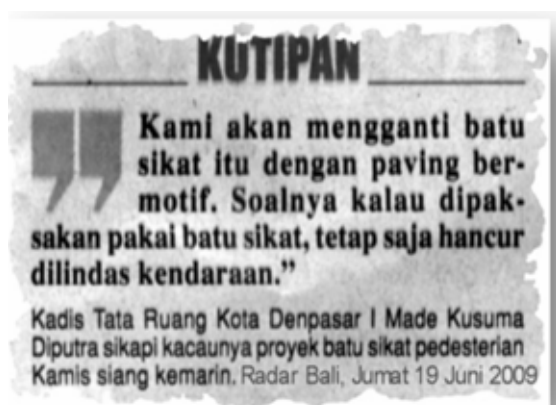 KUTIPAN
Kami akan mengganti batu
sikat itu dengan paving ber-
motif. Soalnya kalau dipak-
sakan pakai batu sikat, tetap saja hancur
dilindas kendaraan.”
Kadis Tata Ruang Kota Denpasar I Made Kusuma
Diputra sikapi kacaunya proyek batu sikat pedesterian
Kamis siang kemarin. Radar Bali, Jumat 19 Juni 2009